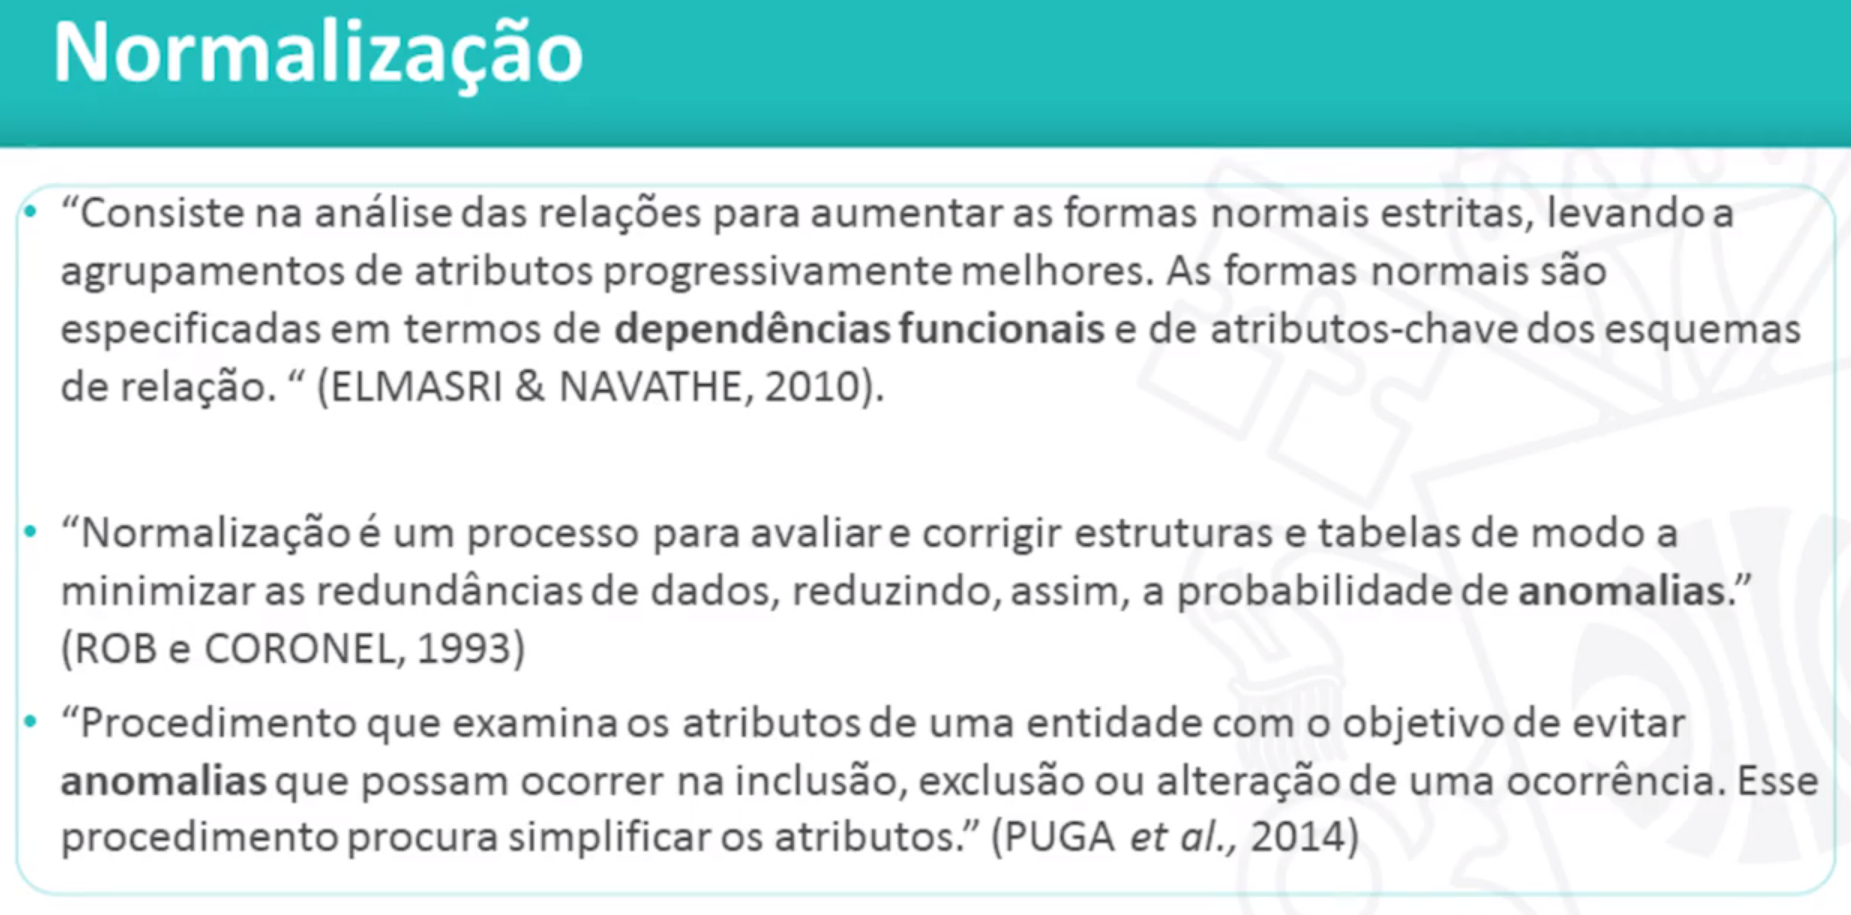 Normalização
• “Consiste na análise das relações para aumentar as formas normais estritas, levando a
agrupamentos de atributos progressivamente melhores. As formas normais são
especificadas em termos de dependências funcionais e de atributos-chave dos esquemas
de relação. “ (ELMASRI & NAVATHE, 2010).
• “Normalização é um processo para avaliar e corrigir estruturas e tabelas de modo a
minimizar as redundâncias de dados, reduzindo, assim, a probabilidade de anomalias.”
(ROB e CORONEL, 1993)
• “Procedimento que examina os atributos de uma entidade com o objetivo de evitar
anomalias que possam ocorrer na inclusão, exclusão ou alteração de uma ocorrência. Esse
procedimento procura simplificar os atributos.” (PUGA et al., 2014)